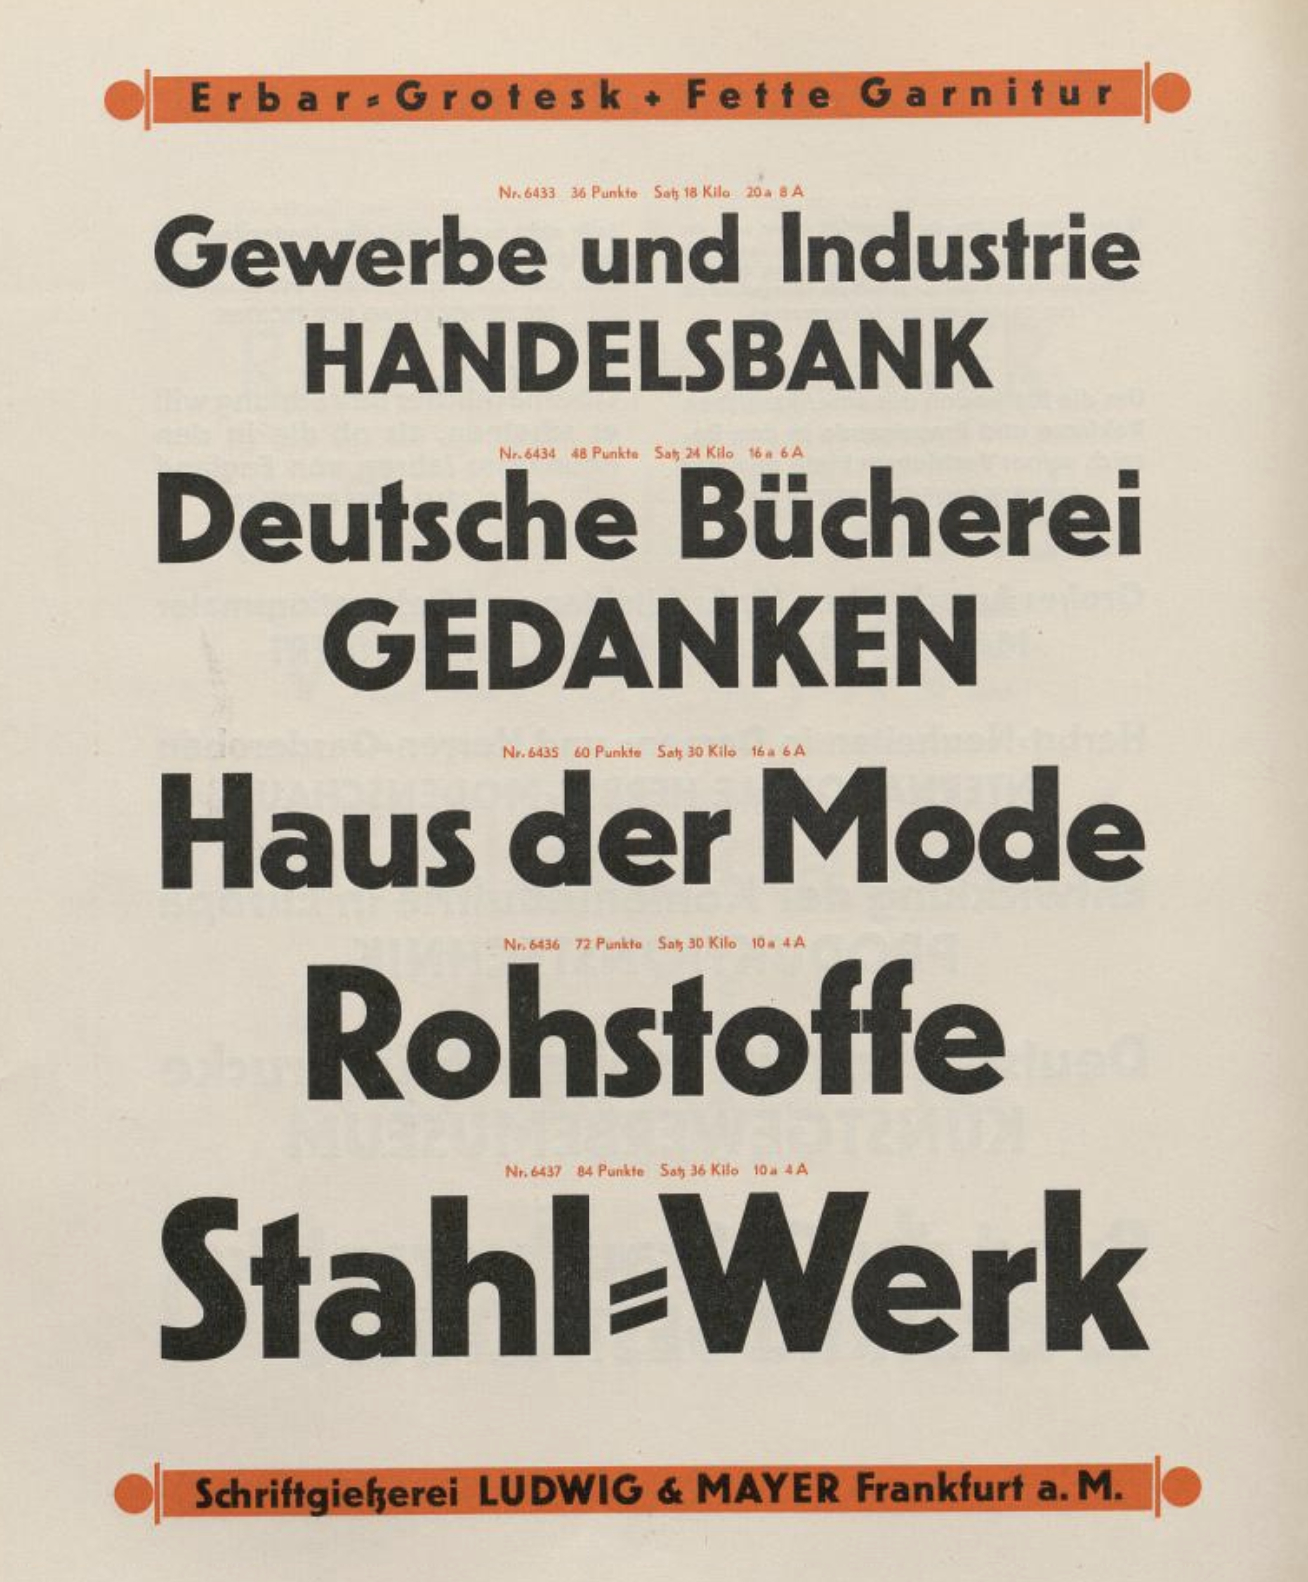 Erbar=Grotesk + Fette Garnitur
Nr. 6433 36 Punkte Satz 18 Kilo 20 a 8 A
Gewerbe und Industrie
HANDELSBANK
Nr. 6434 48 Punkte Satz 24 Kilo 16 a 6 A
Deutsche Bücherei
GEDANKEN
Nr. 6435 60 Punkte Satz 30 Kilo 16 a 6 A
Haus der Mode
Nr. 6436 72 Punkte Satz 30 Kilo 10 a 4 A
Rohstoffe
Nr. 6437 84 Punkte Satz 36 Kilo 10 a 4 A
Stahl=Werk
Schriftgießerei LUDWIG & MAYER Frankfurt a. M.